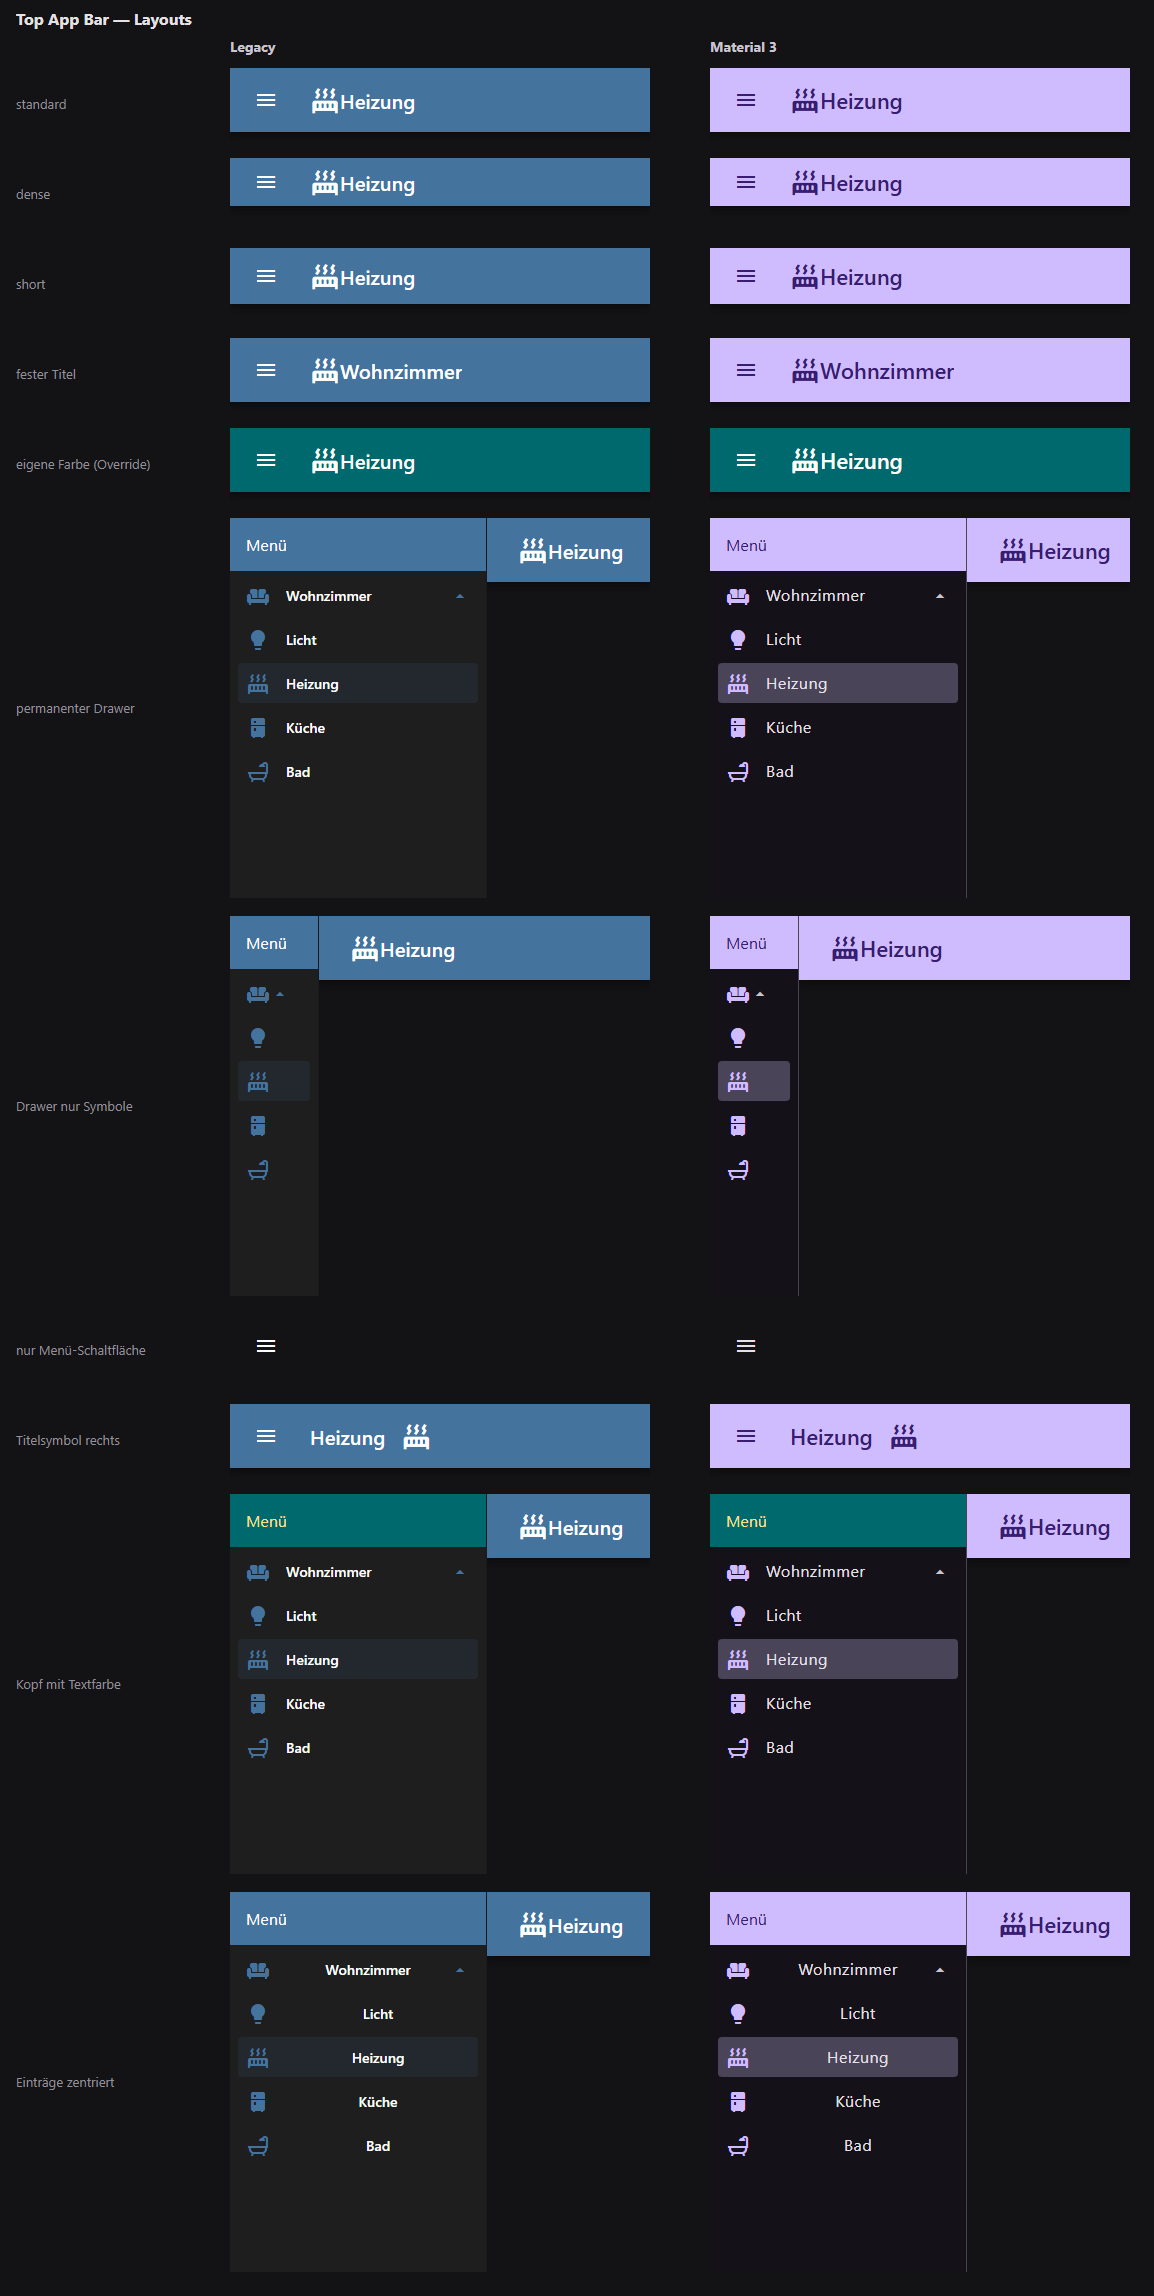 Top App Bar — Layouts
Legacy Material 3
standard Heizung Heizung
dense Heizung Heizung
short Heizung Heizung
fester Titel Wohnzimmer Wohnzimmer
eigene Farbe (Override) Heizung Heizung
Menü Heizung Menü Heizung
Wohnzimmer Wohnzimmer
Licht Licht
Heizung Heizung
permanenter Drawer
Küche Küche
Bad Bad
Menü Heizung Menü Heizung
Drawer nur Symbole
nur Menü-Schaltfläche
Titelsymbol rechts Heizung Heizung
Menü Heizung Menü Heizung
Wohnzimmer Wohnzimmer
Licht Licht
Heizung Heizung
Kopf mit Textfarbe
Küche Küche
Bad Bad
Menü Heizung Menü Heizung
Wohnzimmer Wohnzimmer
Licht Licht
Heizung Heizung
Einträge zentriert
Küche Küche
Bad Bad